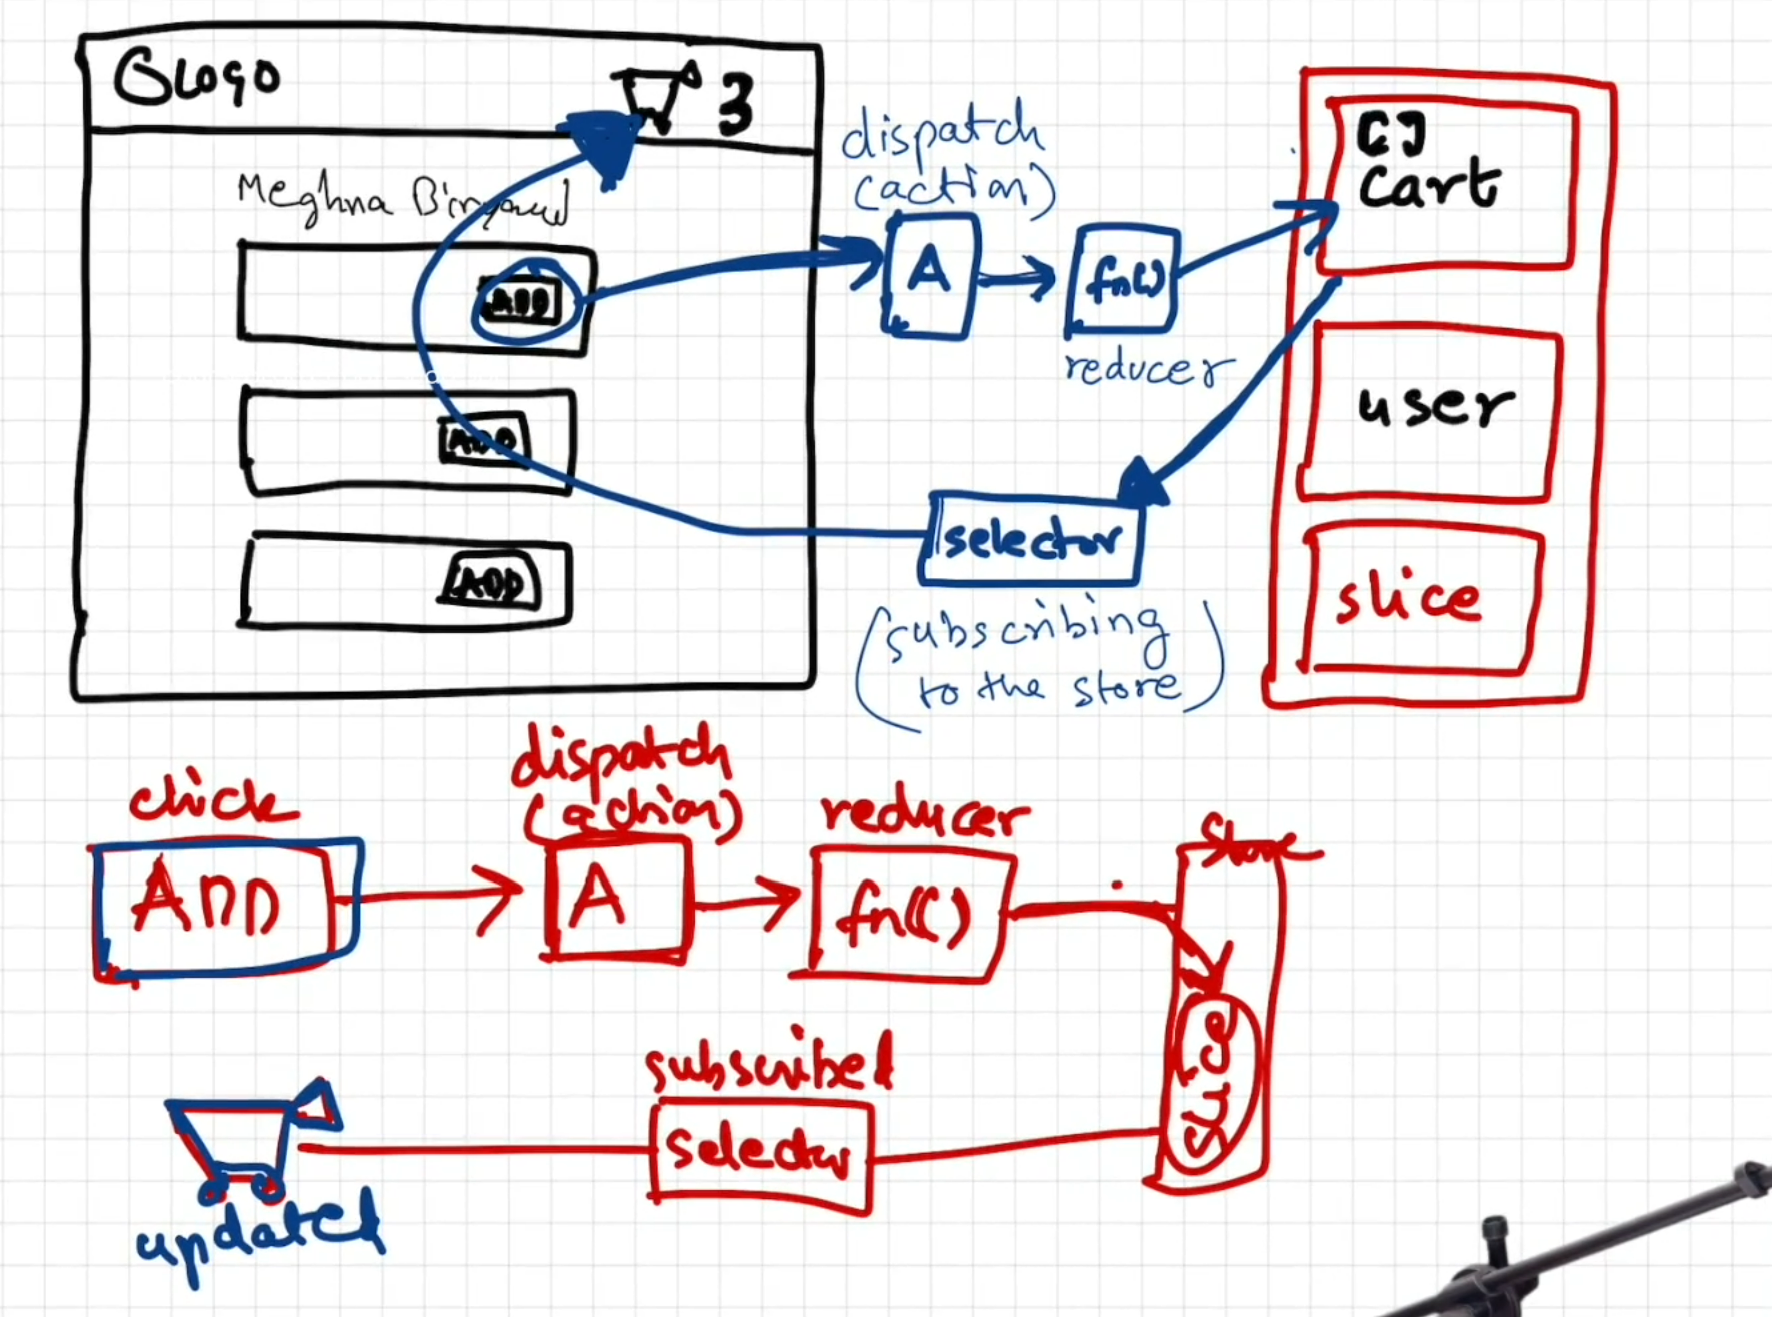 LOGO
3
Meghna Biryani
ADD
ADD
ADD
dispatch
(action)
A
fn()
reducer
[]
Cart
user
slice
selector
(subscribing
to the store)
click
ADD
dispatch
(action)
A
reducer
fn()
Store
slice
subscribed
selector
updated